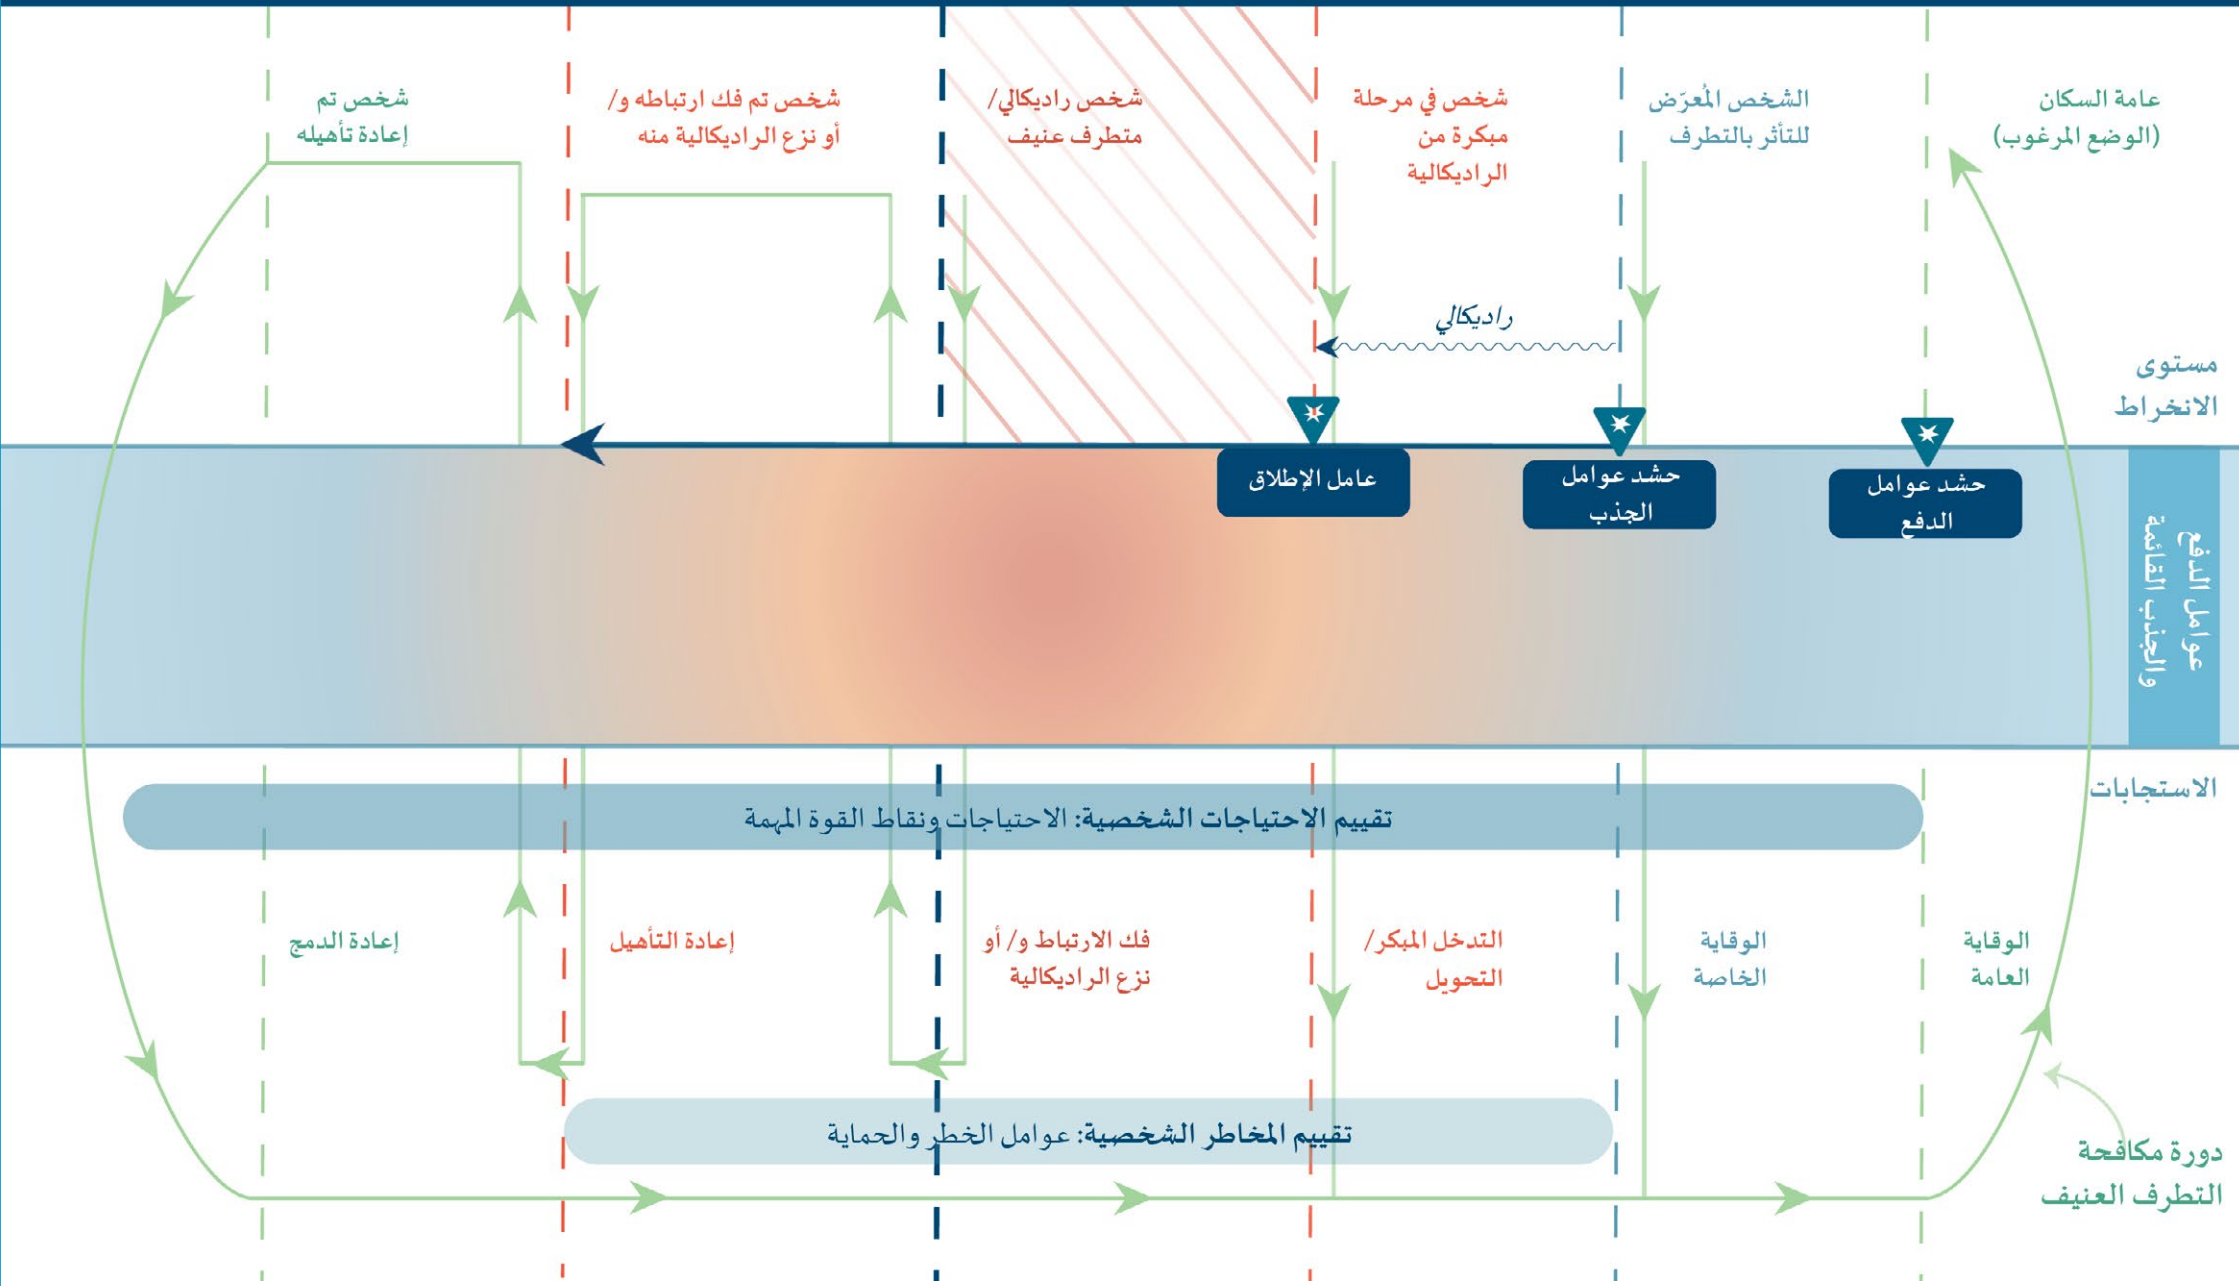 عامة السكان
(الوضع المرغوب)
الشخص المُعرّض
للتأثر بالتطرف
شخص في مرحلة
مبكرة من
الراديكالية
شخص راديكالي/
متطرف عنيف
شخص تم فك ارتباطه و/
أو نزع الراديكالية منه
شخص تم
إعادة تأهيله
راديكالي
مستوى
الانخراط
حشد عوامل
الدفع
حشد عوامل
الجذب
عامل الإطلاق
عوامل الدفع
والجذب القائمة
الاستجابات
تقييم الاحتياجات الشخصية: الاحتياجات ونقاط القوة المهمة
الوقاية
العامة
الوقاية
الخاصة
التدخل المبكر/
التحويل
فك الارتباط و/ أو
نزع الراديكالية
إعادة التأهيل
إعادة الدمج
تقييم المخاطر الشخصية: عوامل الخطر والحماية
دورة مكافحة
التطرف العنيف